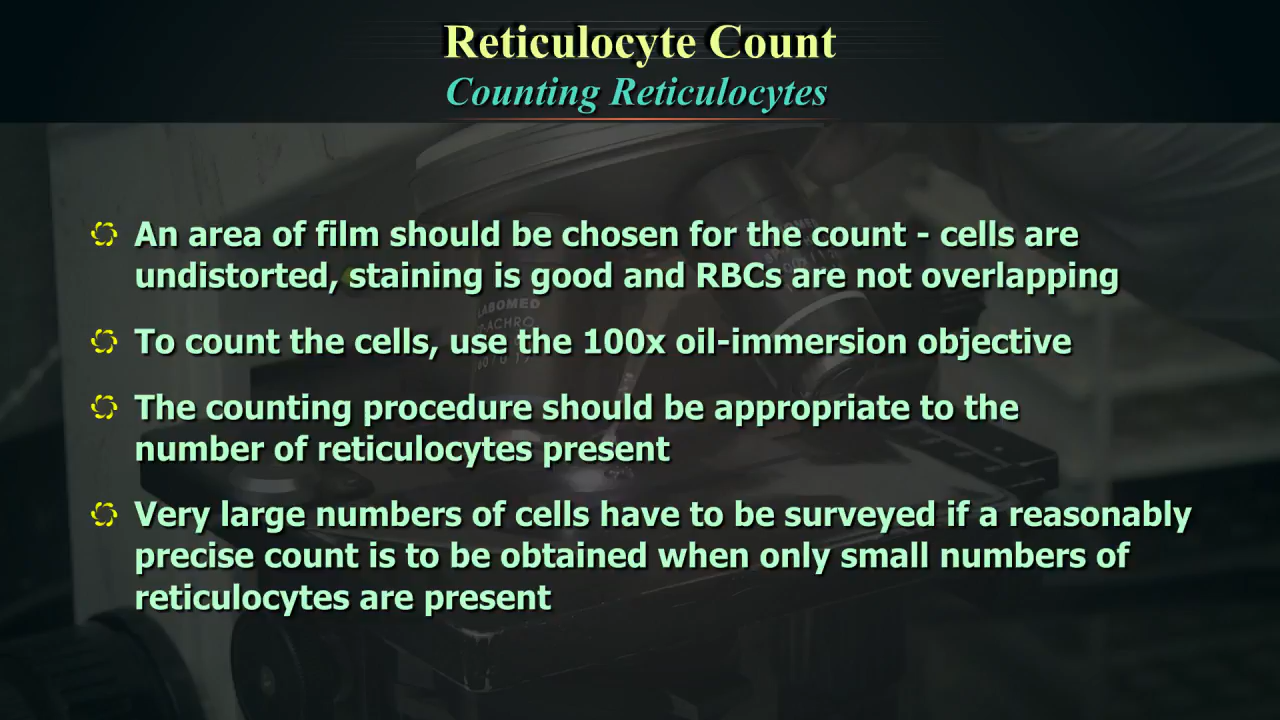 Reticulocyte Count
Counting Reticulocytes
An area of film should be chosen for the count - cells are
undistorted, staining is good and RBCs are not overlapping
LABOMED
To count the cells, use the 100x oil-immersion objective
The counting procedure should be appropriate to the
number of reticulocytes present
Very large numbers of cells have to be surveyed if a reasonably
precise count is to be obtained when only small numbers of
reticulocytes are present